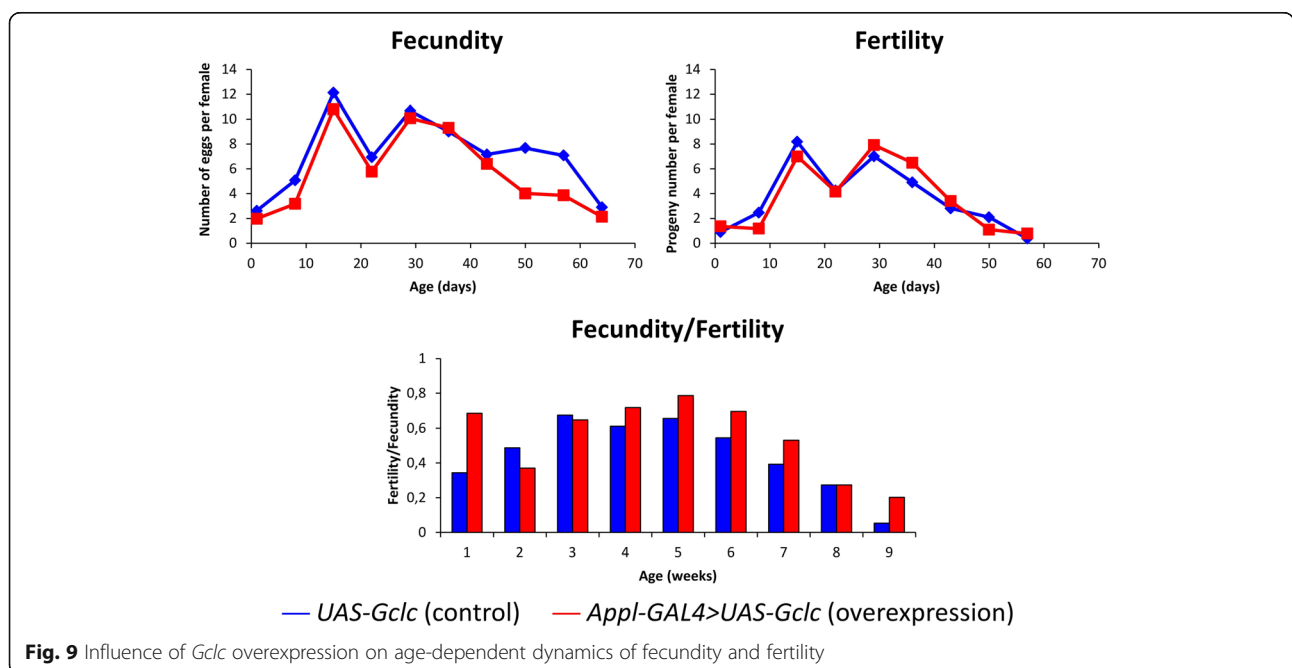 Fecundity
Number of eggs per female
14
12
10
8
6
4
2
0
0 10 20 30 40 50 60 70
Age (days)
Fertility
Progeny number per female
14
12
10
8
6
4
2
0
0 10 20 30 40 50 60 70
Age (days)
Fecundity/Fertility
Fertility/Fecundity
1
0,8
0,6
0,4
0,2
0
1 2 3 4 5 6 7 8 9
Age (weeks)
UAS-Gclc (control) Appl-GAL4>UAS-Gclc (overexpression)
Fig. 9 Influence of Gclc overexpression on age-dependent dynamics of fecundity and fertility